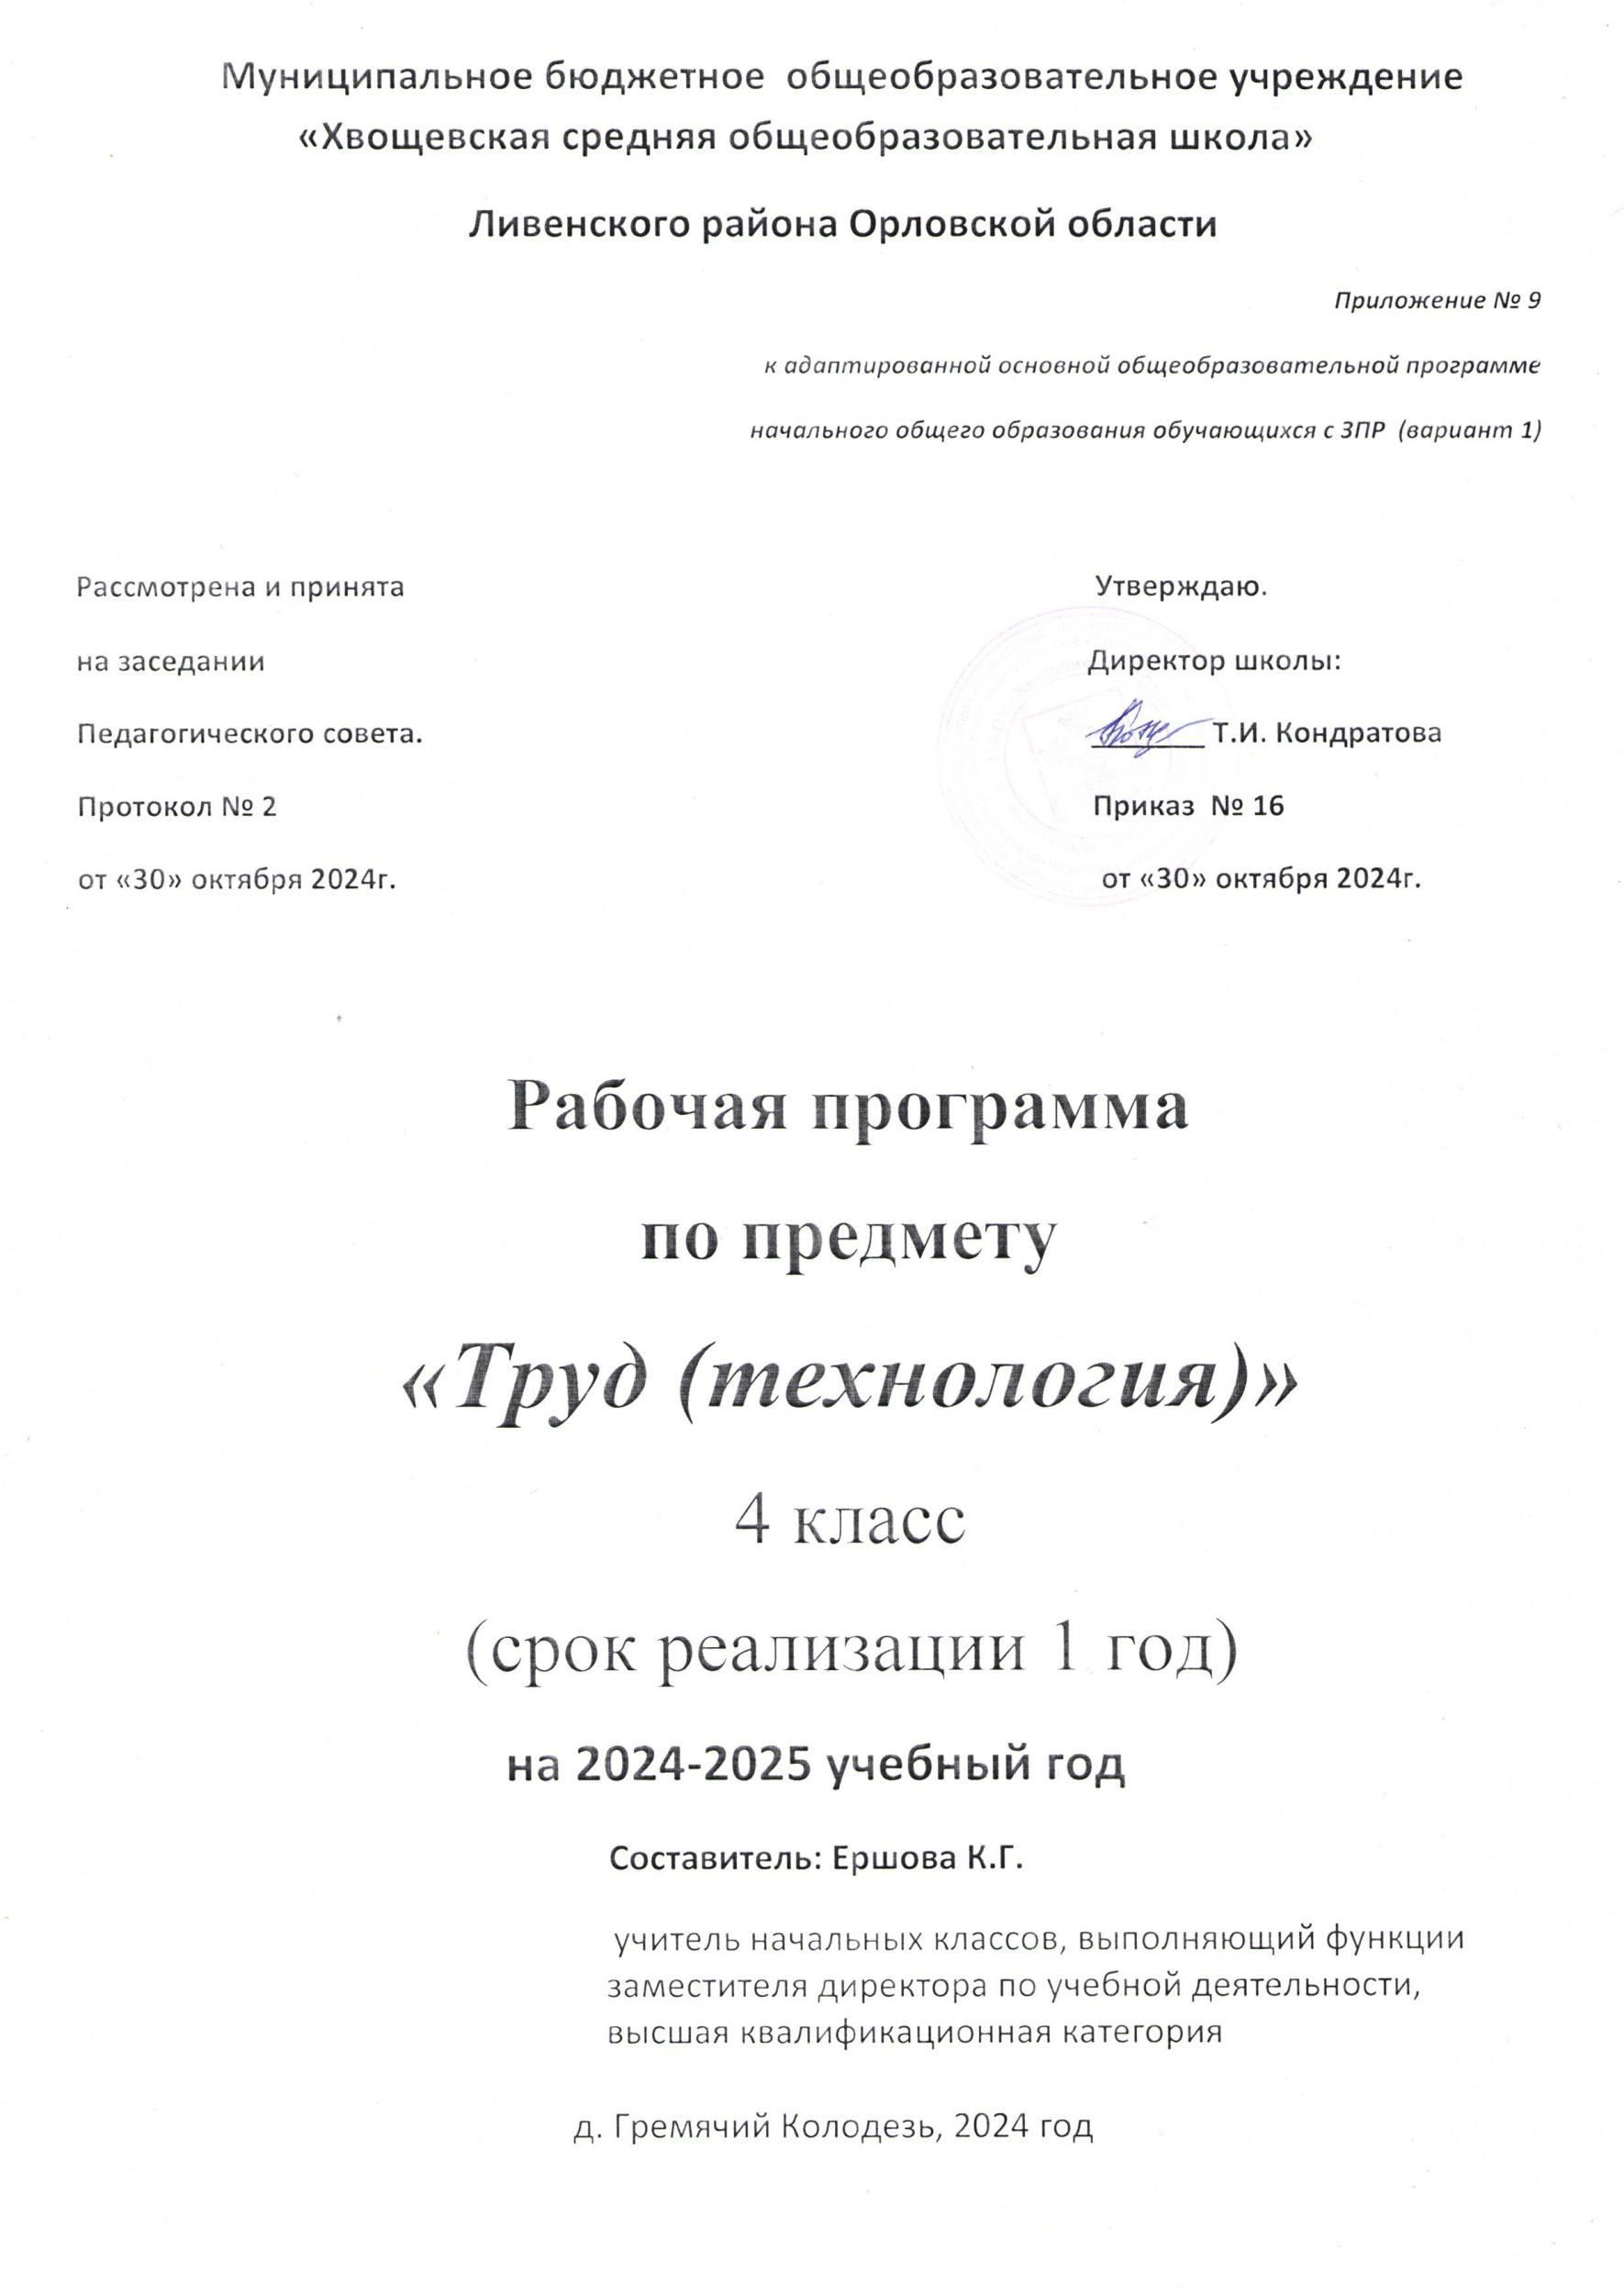 Муниципальное бюджетное общеобразовательное учреждение
«Хвощевская средняя общеобразовательная школа»
Ливенского района Орловской области
Приложение № 9
к адаптированной основной общеобразовательной программе
начального общего образования обучающихся с ЗПР (вариант 1)
Рассмотрена и принята
на заседании
Педагогического совета.
Протокол № 2
от «30» октября 2024г.
Утверждаю.
Директор школы:
Т.И. Кондратова
Приказ № 16
от «30» октября 2024г.
Рабочая программа
по предмету
«Труд (технология)»
4 класс
(срок реализации 1 год)
на 2024-2025 учебный год
Составитель: Ершова К.Г.
учитель начальных классов, выполняющий функции
заместителя директора по учебной деятельности,
высшая квалификационная категория
д. Гремячий Колодезь, 2024 год